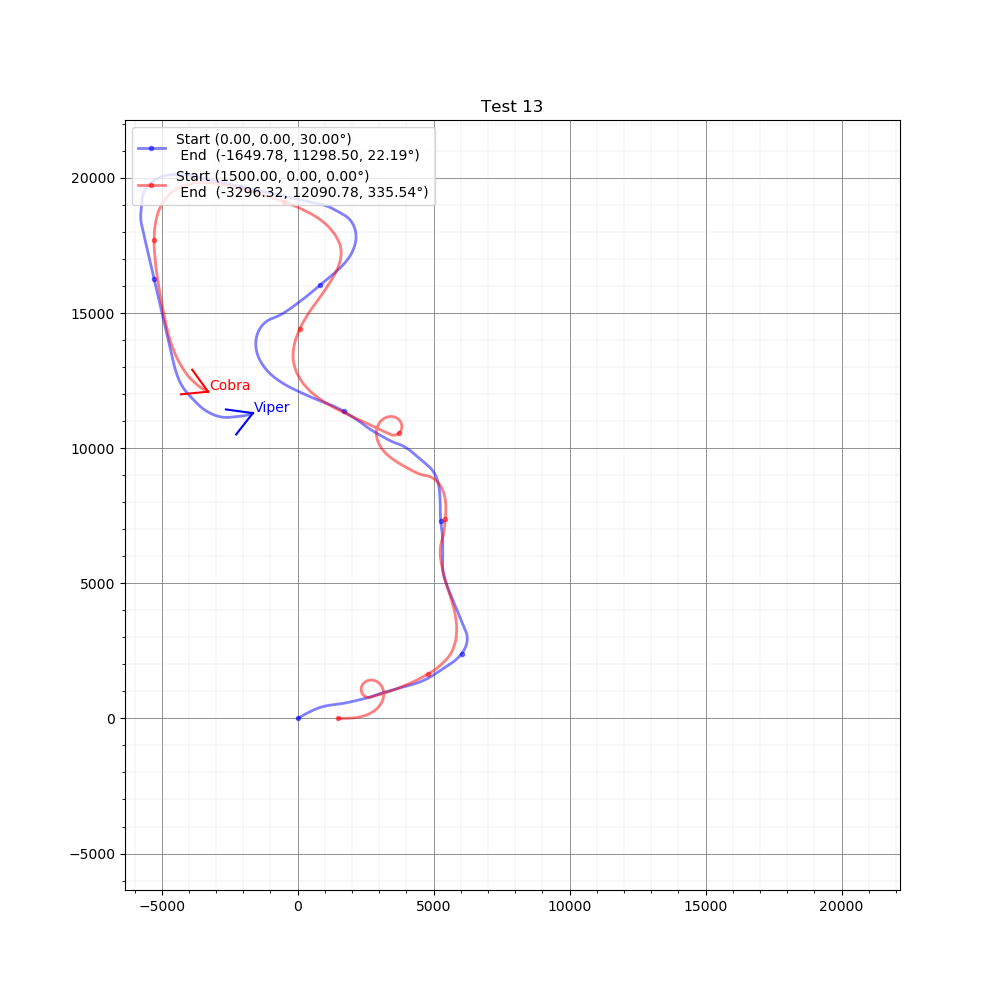 Test 13
Start (0.00, 0.00, 30.00°)
End (-1649.78, 11298.50, 22.19°)
Start (1500.00, 0.00, 0.00°)
End (-3296.32, 12090.78, 335.54°)
20000
15000
10000
5000
0
−5000
Cobra
Viper
−5000 0 5000 10000 15000 20000